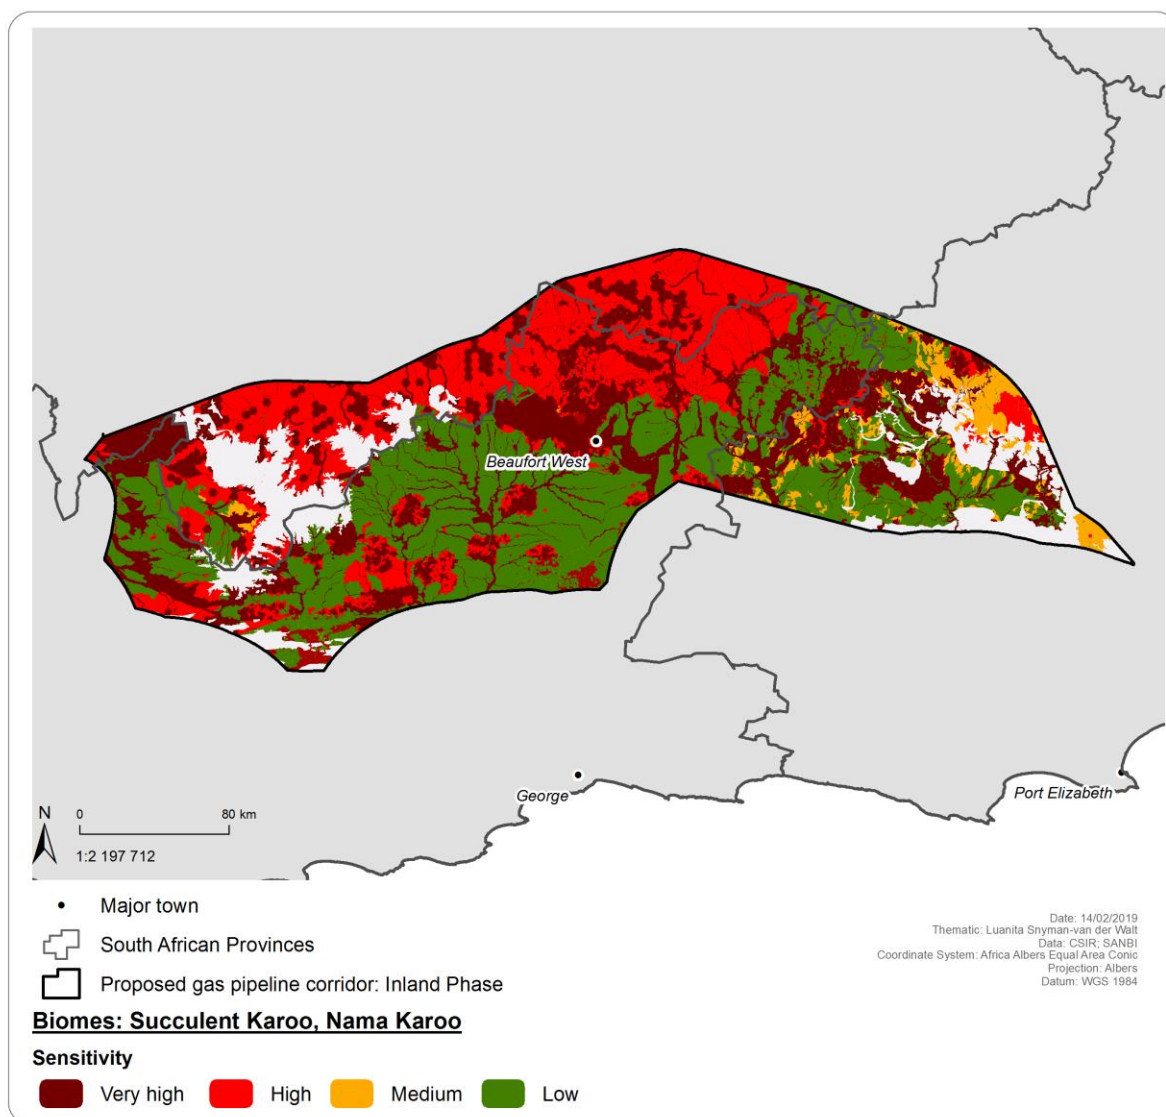 Beaufort West
George
Port Elizabeth
N
0 80 km
1:2 197 712
Major town
South African Provinces
Proposed gas pipeline corridor: Inland Phase
Date: 14/02/2019
Thematic: Luanita Snyman-van der Walt
Data: CSIR; SANBI
Coordinate System: Africa Albers Equal Area Conic
Projection: Albers
Datum: WGS 1984
Biomes: Succulent Karoo, Nama Karoo
Sensitivity
Very high High Medium Low